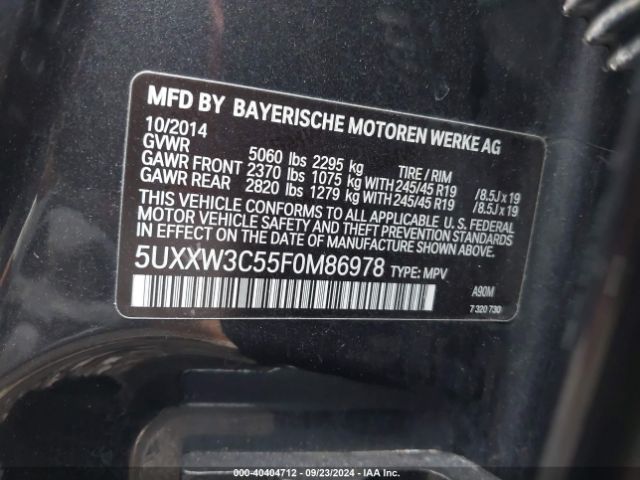 MFD BY BAYERISCHE MOTOREN WERKE AG
10/2014
GVWR 5060 lbs 2295 kg TIRE / RIM
GAWR FRONT 2370 lbs 1075 kg WITH 245/45 R19 /8.5J x 19
GAWR REAR 2820 lbs 1279 kg WITH 245/45 R19 /8.5J x 19
THIS VEHICLE CONFORMS TO ALL APPLICABLE U. S. FEDERAL
MOTOR VEHICLE SAFETY AND THEFT PREVENTION STANDARDS
IN EFFECT ON THE DATE OF MANUFACTURE SHOWN ABOVE.
5UXXW3C55F0M86978 TYPE: MPV
A90M
7 320 730
000-40404712 - 09/23/2024 - IAA Inc.